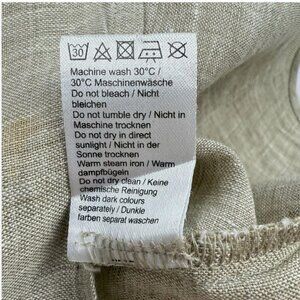 30
Machine wash 30°C /
30°C Maschinenwäsche
Do not bleach / Nicht
bleichen
Do not tumble dry / Nicht in
Maschine trocknen
Do not dry in direct
sunlight / Nicht in der
Sonne trocknen
Warm steam iron / Warm
dampfbügeln
Do not dry clean / Keine
chemische Reinigung
Wash dark colours
separately / Dunkle
farben separat waschen